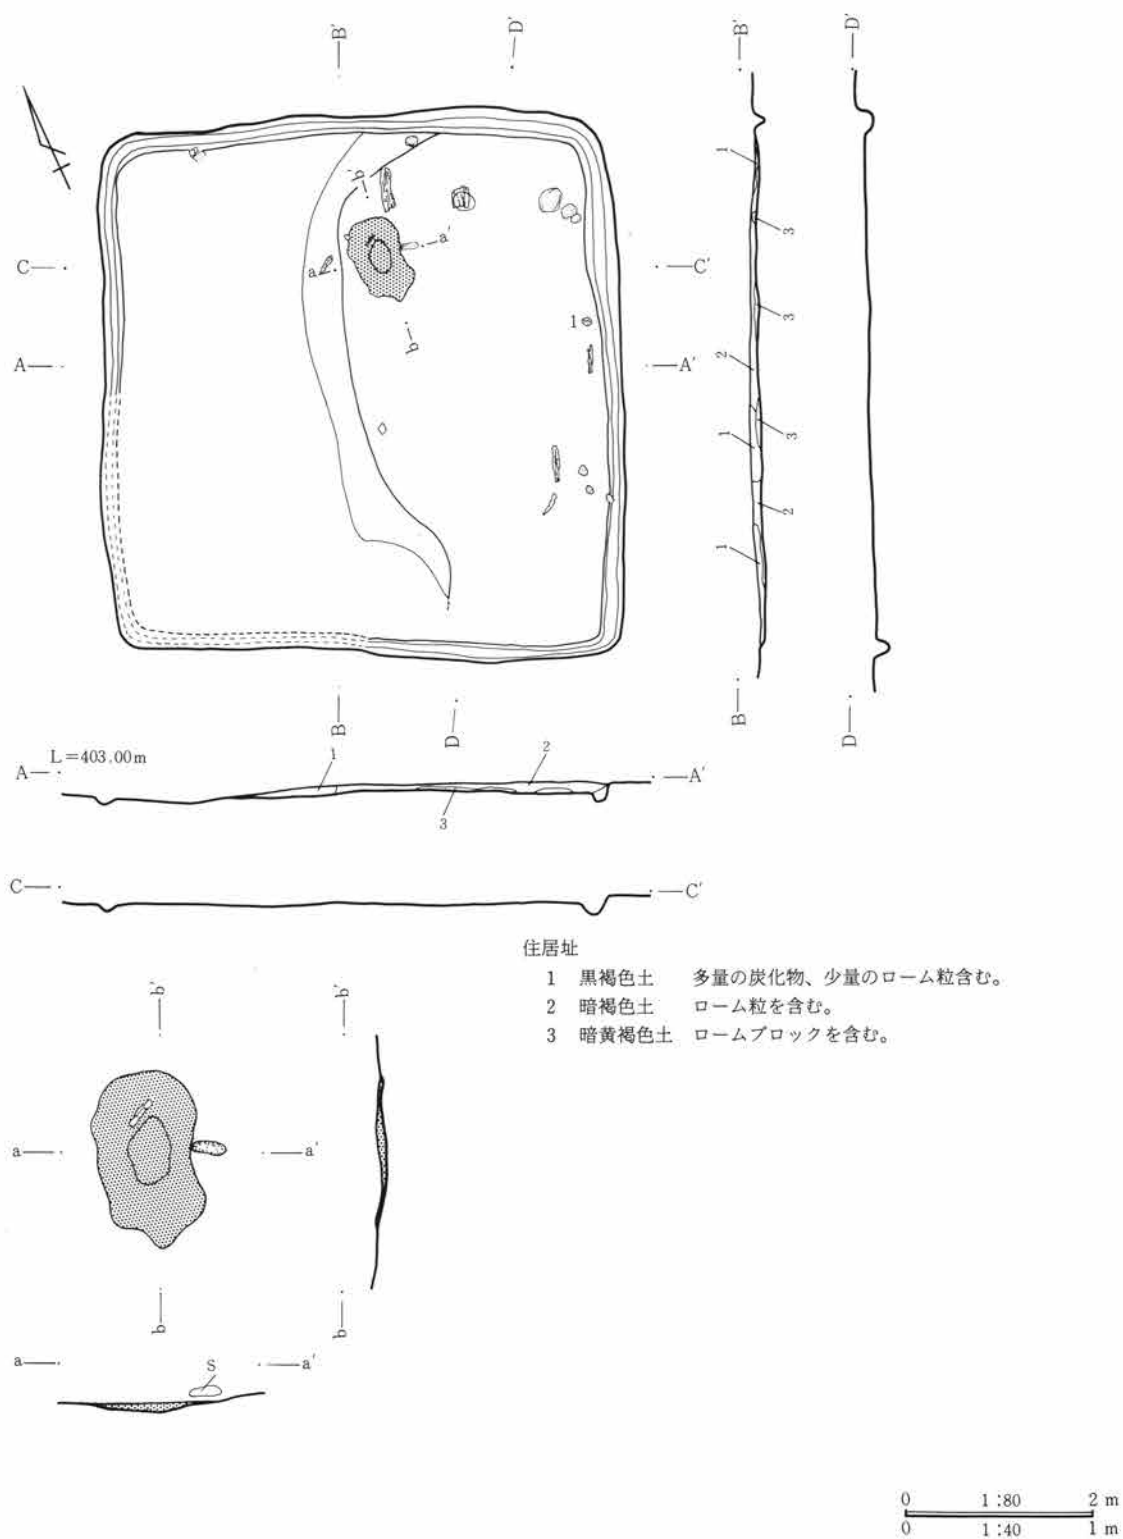 B' D' B' D'
1
b'
3
a'
C C' a
3
1
b
A A' 2
3
1
2
1
B D B D
L=403.00m
1 2
A A'
3
C C'
住居址
1 黒褐色土 多量の炭化物、少量のローム粒含む。
2 暗褐色土 ローム粒を含む。
3 暗黄褐色土 ロームブロックを含む。
b' b'
a a'
b b
a S a'
0 1:80 2 m
0 1:40 1 m